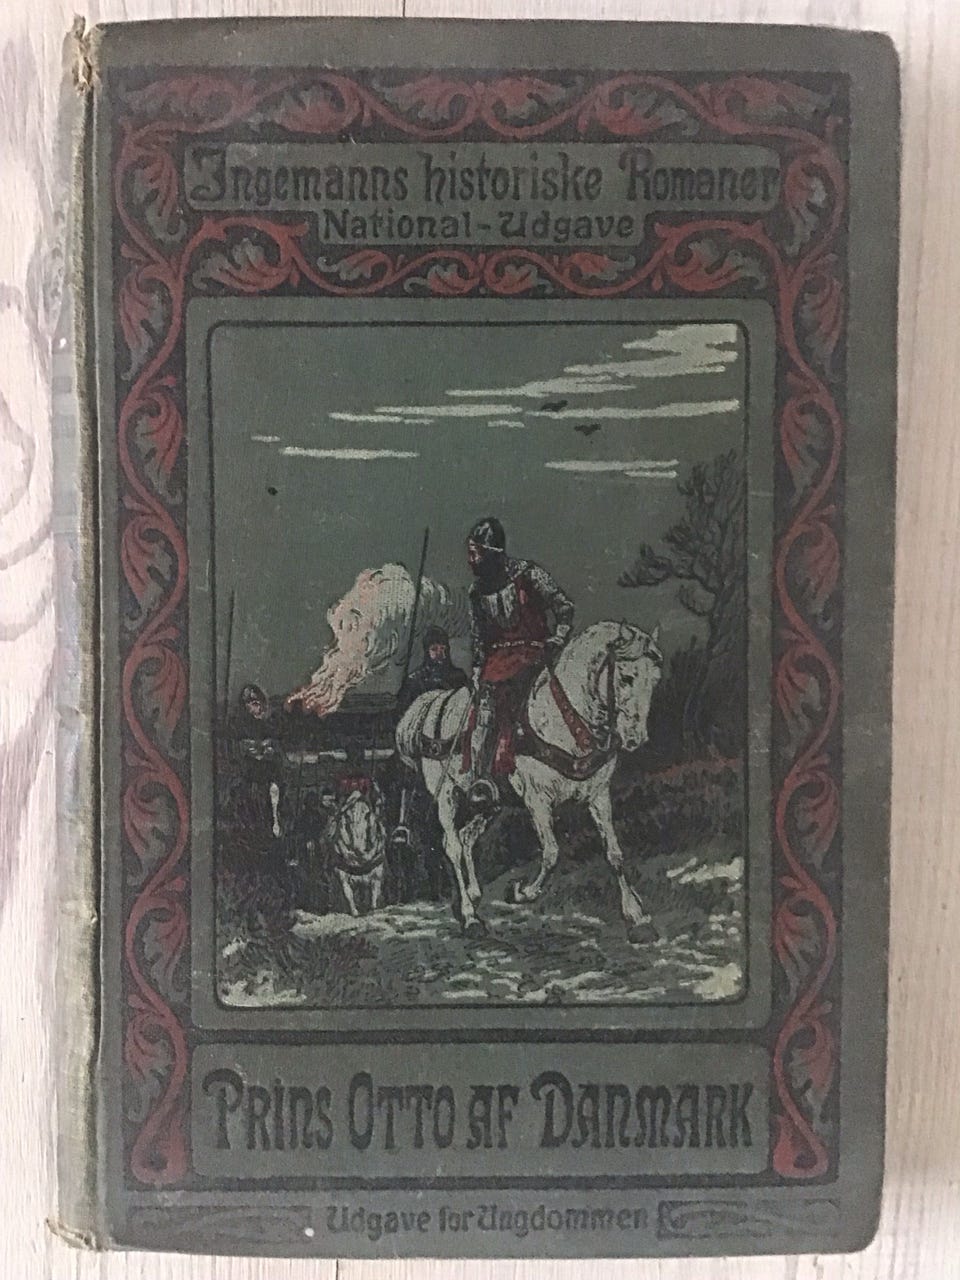 Ingemanns historiske Romaner
National-Udgave
PRINS OTTO AF DANMARK
Udgave for Ungdommen